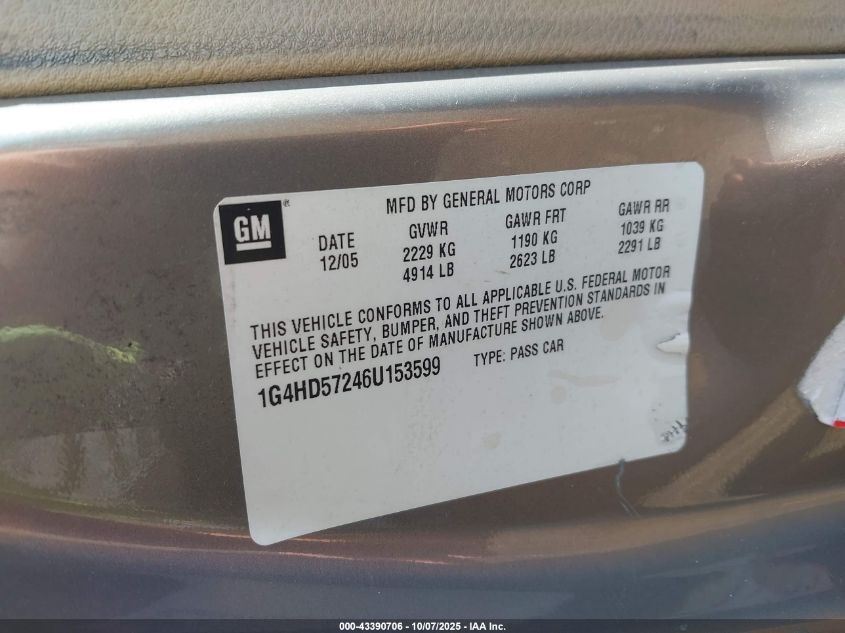 GM
MFD BY GENERAL MOTORS CORP
DATE GVWR GAWR FRT GAWR RR
12/05 2229 KG 1190 KG 1039 KG
4914 LB 2623 LB 2291 LB
THIS VEHICLE CONFORMS TO ALL APPLICABLE U.S. FEDERAL MOTOR
VEHICLE SAFETY, BUMPER, AND THEFT PREVENTION STANDARDS IN
EFFECT ON THE DATE OF MANUFACTURE SHOWN ABOVE.
1G4HD57246U153599 TYPE: PASS CAR
000-43390706 - 10/07/2025 - IAA Inc.